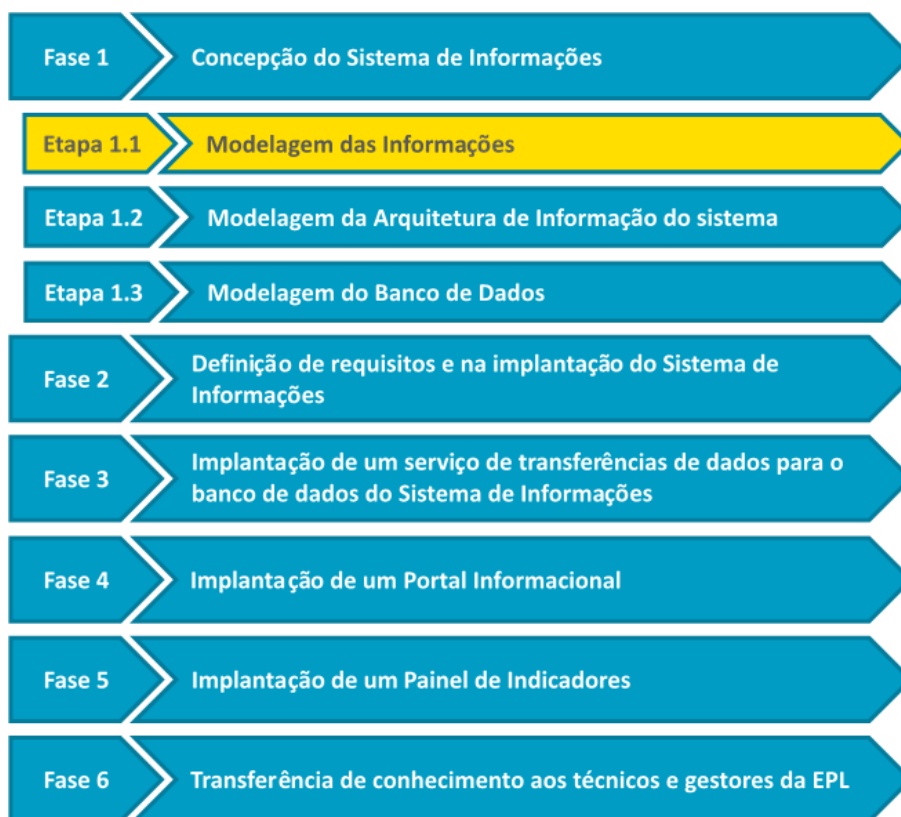 Fase 1
Concepção do Sistema de Informações
Etapa 1.1
Modelagem das Informações
Etapa 1.2
Modelagem da Arquitetura de Informação do sistema
Etapa 1.3
Modelagem do Banco de Dados
Fase 2
Definição de requisitos e na implantação do Sistema de
Informações
Fase 3
Implantação de um serviço de transferências de dados para o
banco de dados do Sistema de Informações
Fase 4
Implantação de um Portal Informacional
Fase 5
Implantação de um Painel de Indicadores
Fase 6
Transferência de conhecimento aos técnicos e gestores da EPL